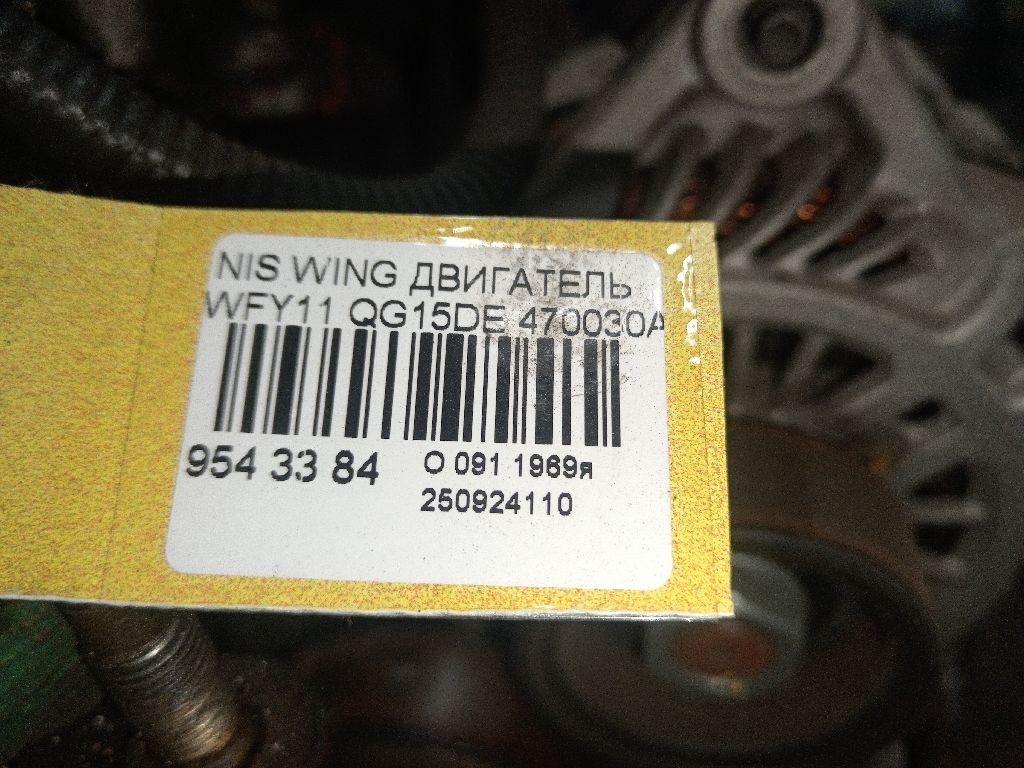 NIS WING ДВИГАТЕЛЬ
WFY11 QG15DE 470030A
954 33 84
О 091 1969я
250924110